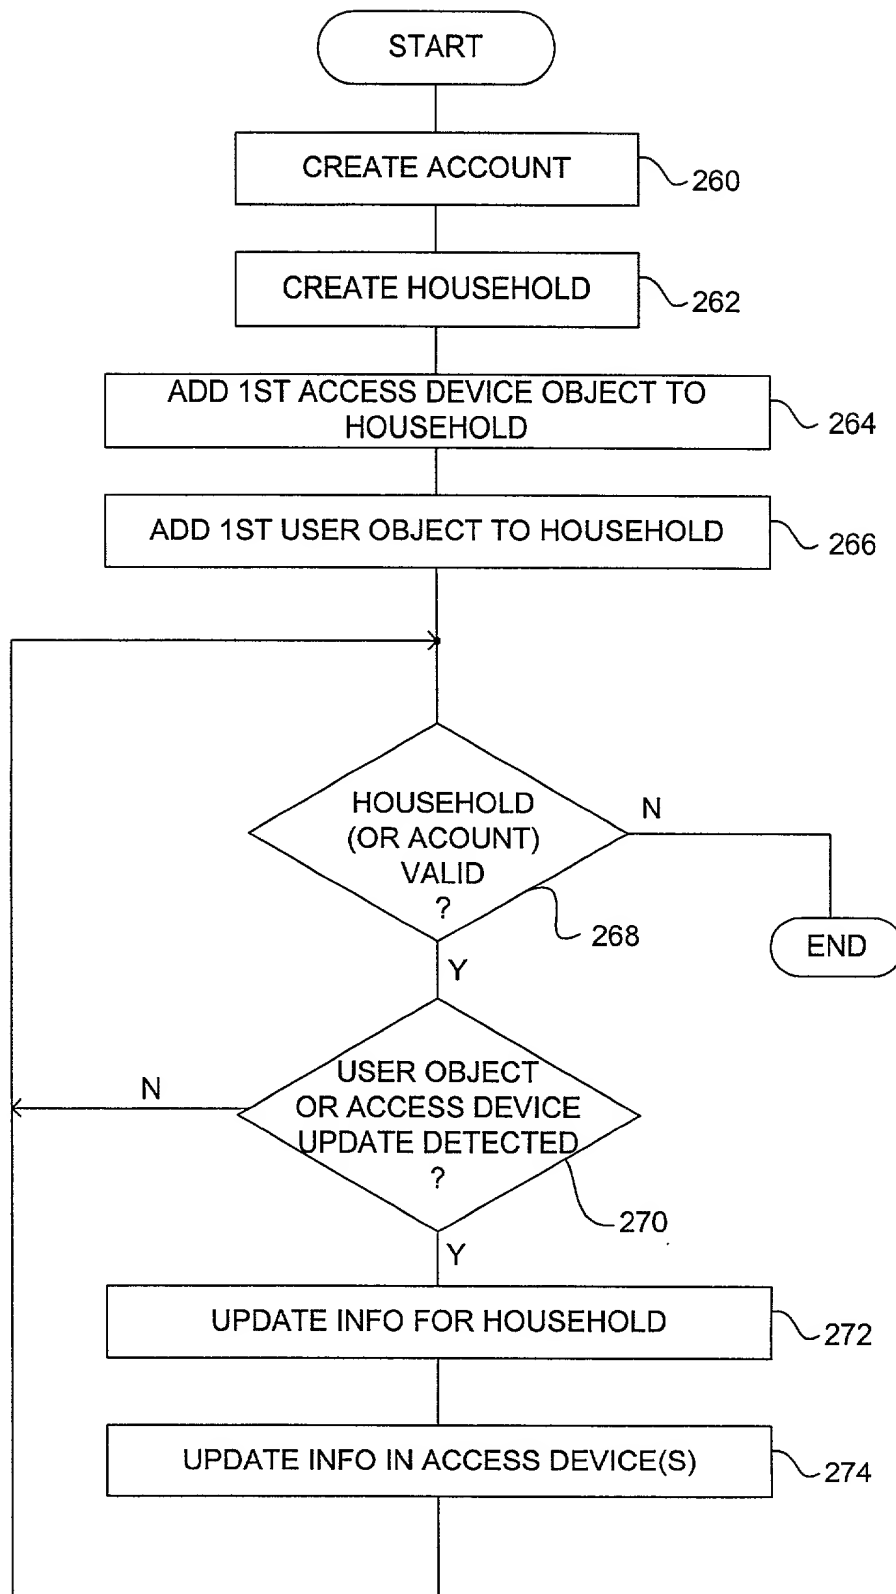 START
CREATE ACCOUNT
260
CREATE HOUSEHOLD
262
ADD 1ST ACCESS DEVICE OBJECT TO
HOUSEHOLD
264
ADD 1ST USER OBJECT TO HOUSEHOLD
266
HOUSEHOLD
(OR ACOUNT)
VALID
?
N
268
END
Y
USER OBJECT
OR ACCESS DEVICE
UPDATE DETECTED
?
N
270
Y
UPDATE INFO FOR HOUSEHOLD
272
UPDATE INFO IN ACCESS DEVICE(S)
274